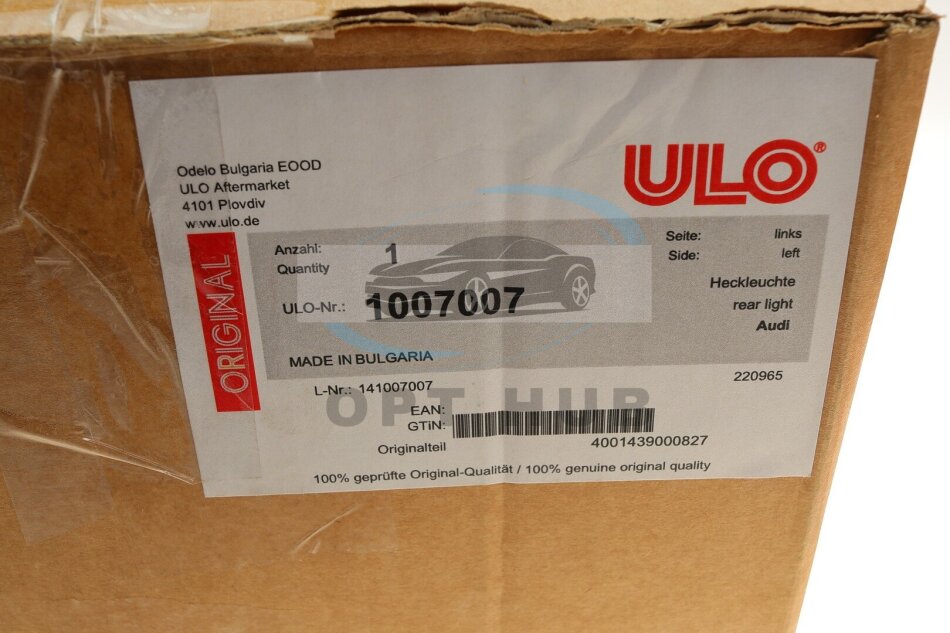 Odelo Bulgaria EOOD
ULO Aftermarket
4101 Plovdiv
www.ulo.de
ULO®
ORIGINAL
Anzahl: 1
Quantity
Seite: links
Side: left
ULO-Nr.: 1007007
Heckleuchte
rear light
Audi
MADE IN BULGARIA
L-Nr.: 141007007
220965
OPT HUB
EAN:
GTiN:
4001439000827
Originalteil
100% geprüfte Original-Qualität / 100% genuine original quality